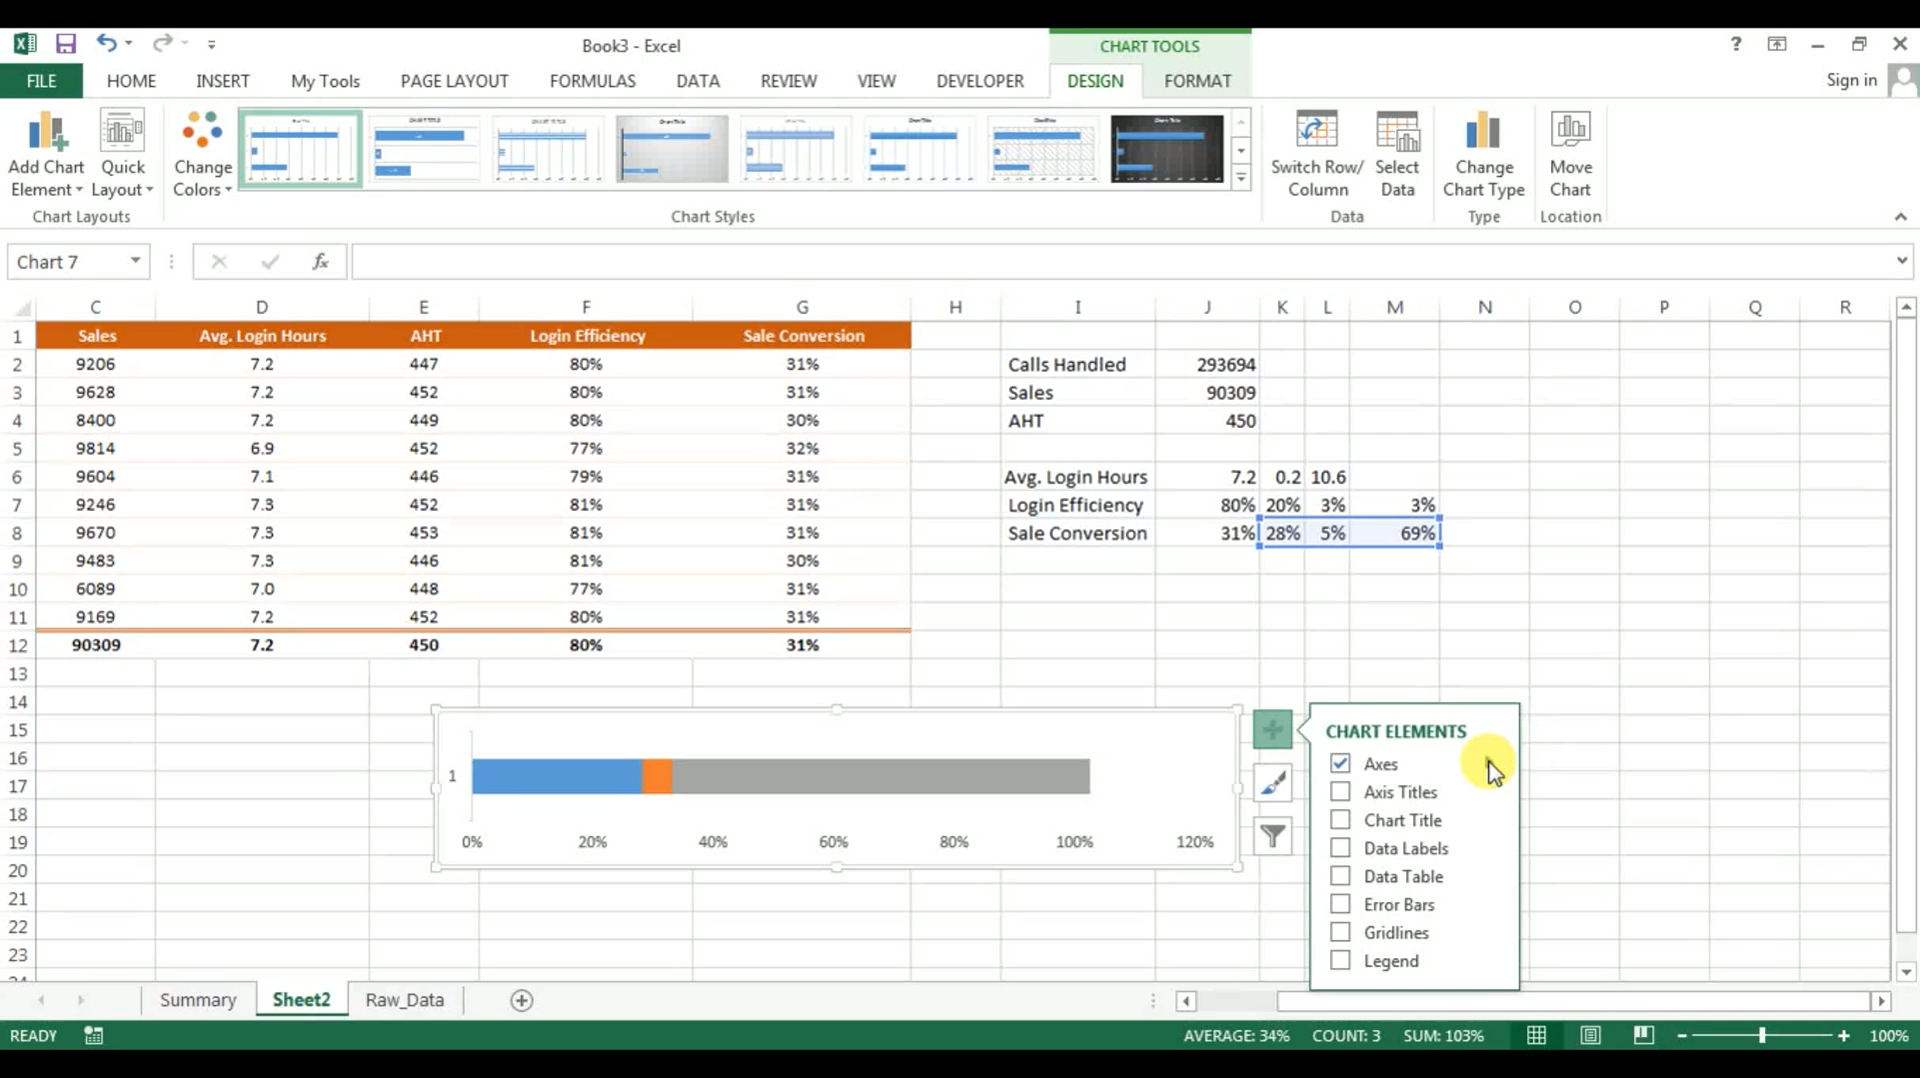 Book3 - Excel
CHART TOOLS
?
FILE
HOME
INSERT
My Tools
PAGE LAYOUT
FORMULAS
DATA
REVIEW
VIEW
DEVELOPER
DESIGN
FORMAT
Sign in
Add Chart
Element
Quick
Layout
Change
Colors
Switch Row/
Column
Select
Data
Change
Chart Type
Move
Chart
Chart Layouts
Chart Styles
Data
Type
Location
Chart 7
fx
C D E F G H I J K L M N O P Q R
1 Sales Avg. Login Hours AHT Login Efficiency Sale Conversion
2 9206 7.2 447 80% 31% Calls Handled 293694
3 9628 7.2 452 80% 31% Sales 90309
4 8400 7.2 449 80% 30% AHT 450
5 9814 6.9 452 77% 32%
6 9604 7.1 446 79% 31% Avg. Login Hours 7.2 0.2 10.6
7 9246 7.3 452 81% 31% Login Efficiency 80% 20% 3% 3%
8 9670 7.3 453 81% 31% Sale Conversion 31% 28% 5% 69%
9 9483 7.3 446 81% 30%
10 6089 7.0 448 77% 31%
11 9169 7.2 452 80% 31%
12 90309 7.2 450 80% 31%
13
14
15
16
17
18
19
20
21
22
23
1
0% 20% 40% 60% 80% 100% 120%
CHART ELEMENTS
Axes
Axis Titles
Chart Title
Data Labels
Data Table
Error Bars
Gridlines
Legend
Summary
Sheet2
Raw_Data
READY
AVERAGE: 34%
COUNT: 3
SUM: 103%
100%